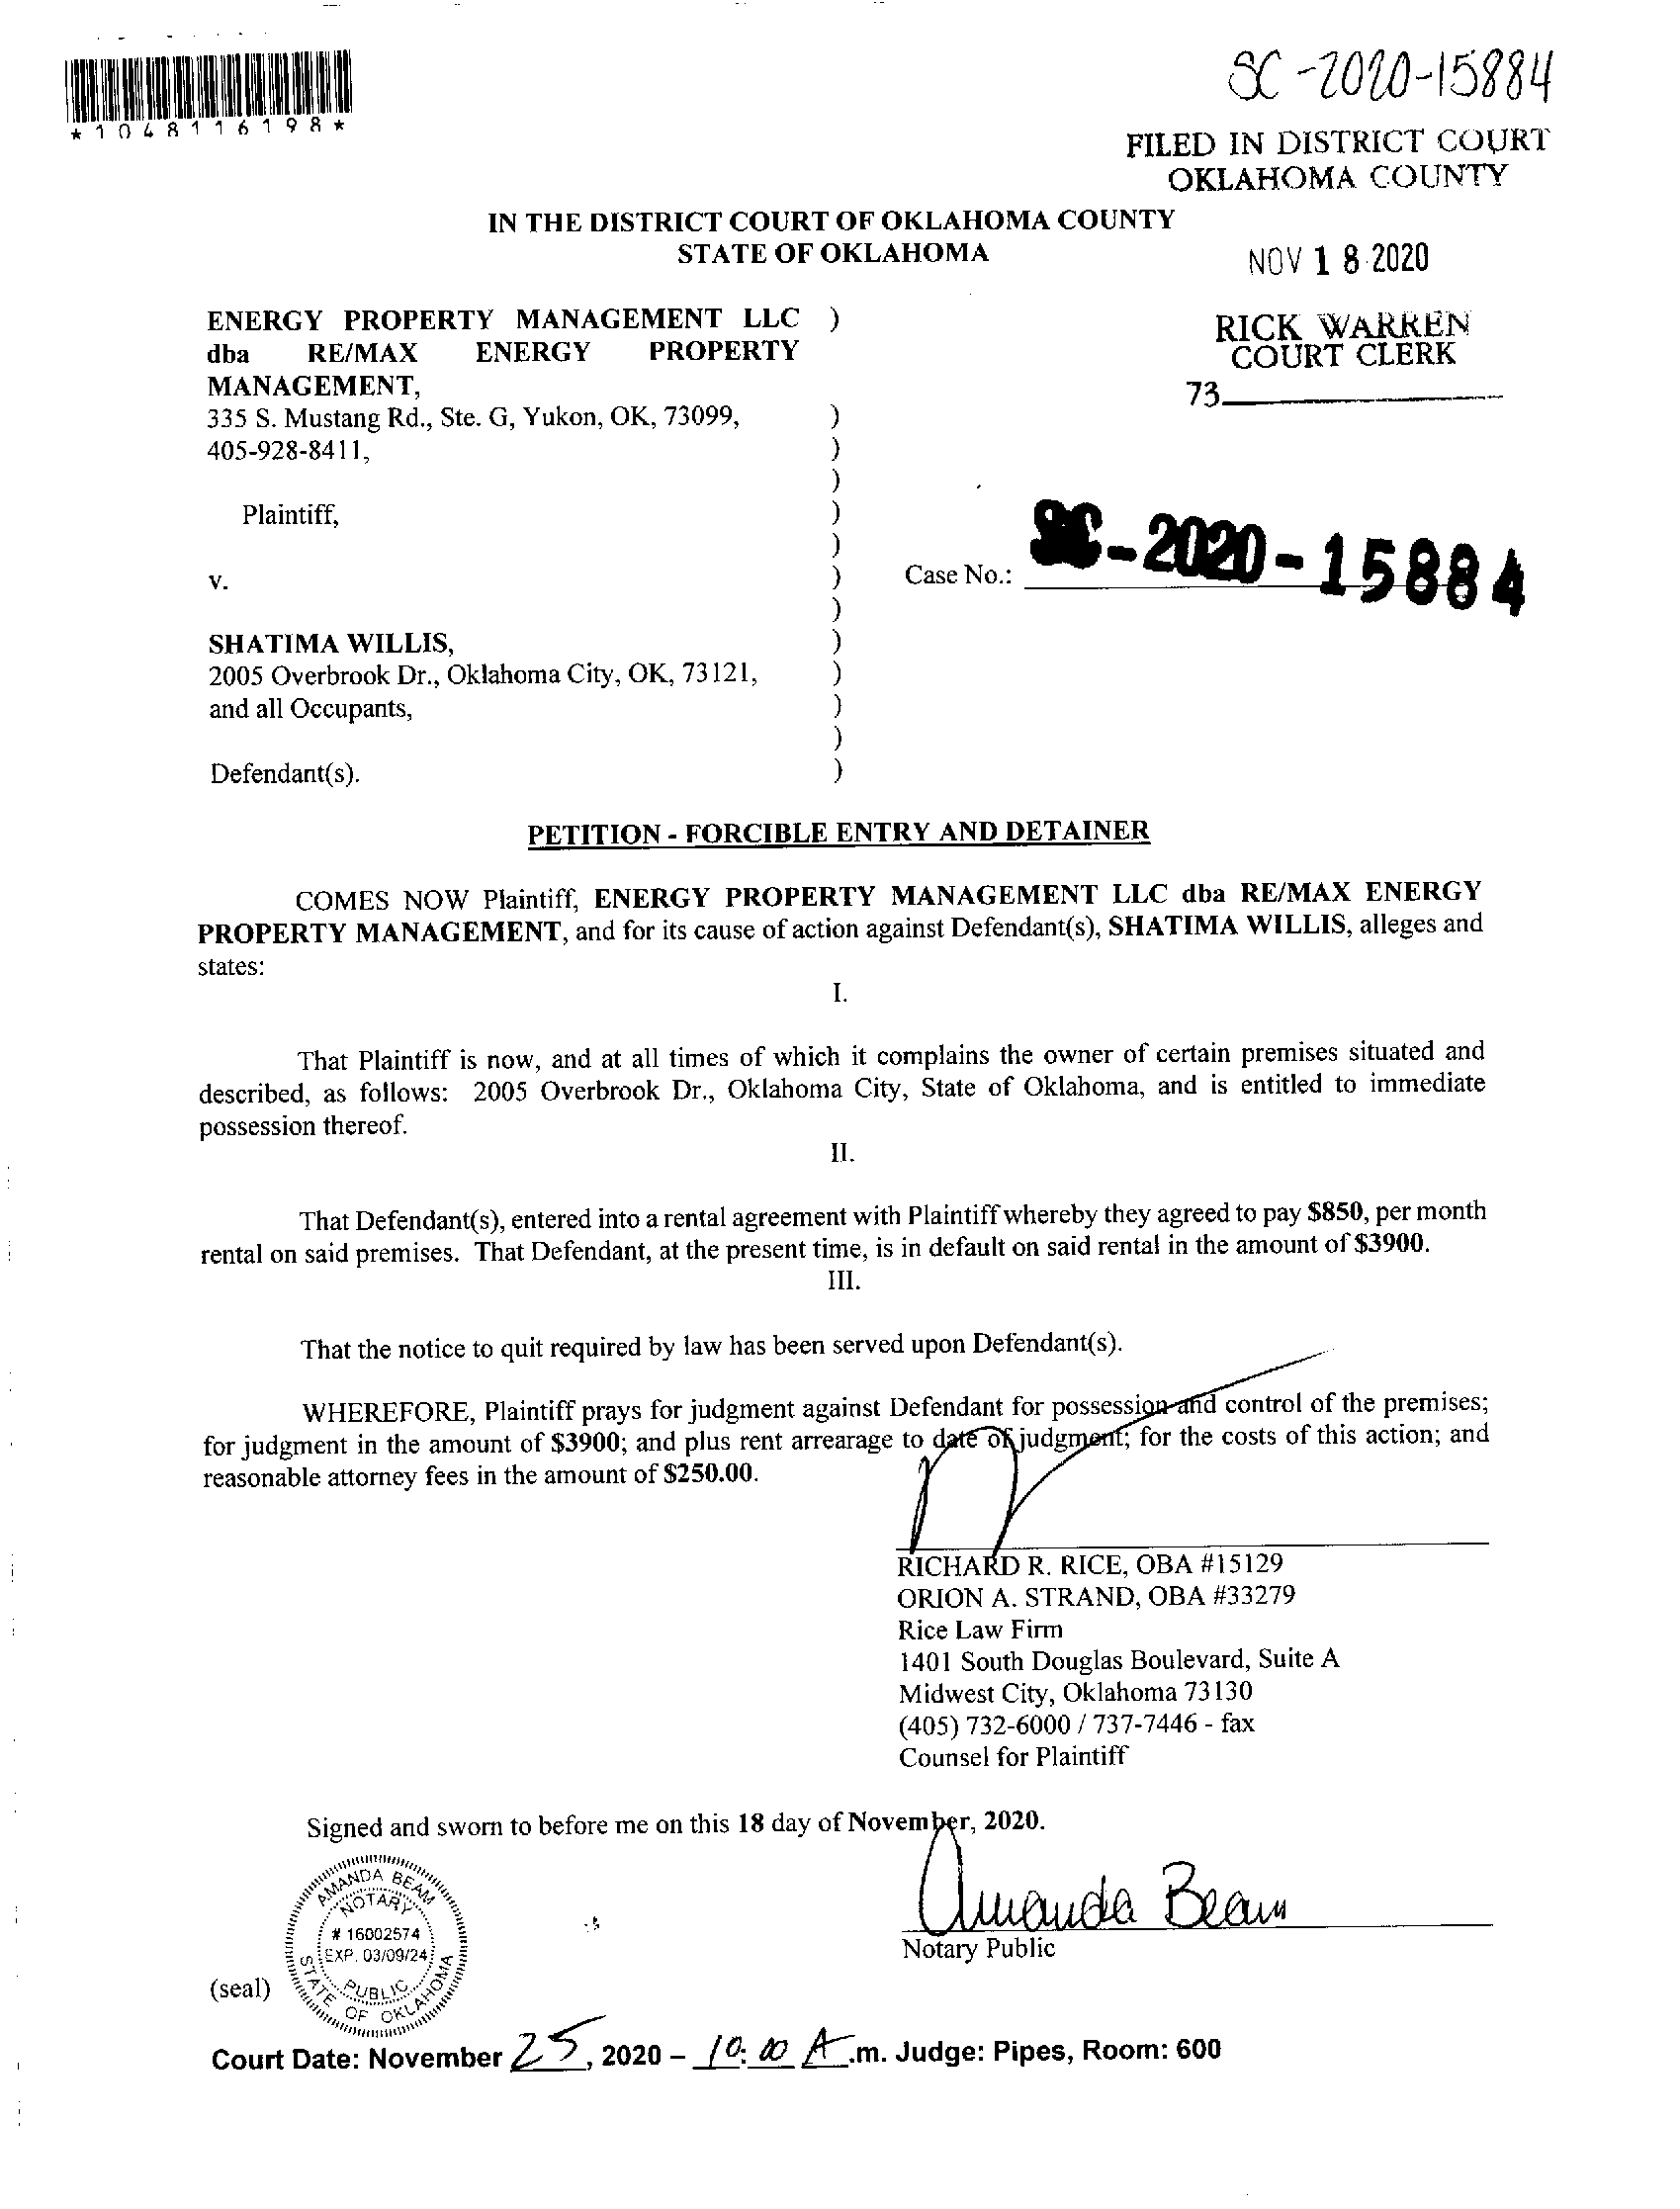 *1048116198*
SC-2020-15884
FILED IN DISTRICT COURT
OKLAHOMA COUNTY
IN THE DISTRICT COURT OF OKLAHOMA COUNTY
STATE OF OKLAHOMA
NOV 18 2020
RICK WARREN
COURT CLERK
73
ENERGY PROPERTY MANAGEMENT LLC )
dba RE/MAX ENERGY PROPERTY
MANAGEMENT,
335 S. Mustang Rd., Ste. G, Yukon, OK, 73099, )
405-928-8411, )
)
Plaintiff, )
)
v. ) Case No.: SC-2020-15884
)
SHATIMA WILLIS, )
2005 Overbrook Dr., Oklahoma City, OK, 73121, )
and all Occupants, )
)
Defendant(s). )
PETITION - FORCIBLE ENTRY AND DETAINER
COMES NOW Plaintiff, ENERGY PROPERTY MANAGEMENT LLC dba RE/MAX ENERGY
PROPERTY MANAGEMENT, and for its cause of action against Defendant(s), SHATIMA WILLIS, alleges and
states:
I.
That Plaintiff is now, and at all times of which it complains the owner of certain premises situated and
described, as follows: 2005 Overbrook Dr., Oklahoma City, State of Oklahoma, and is entitled to immediate
possession thereof.
II.
That Defendant(s), entered into a rental agreement with Plaintiff whereby they agreed to pay $850, per month
rental on said premises. That Defendant, at the present time, is in default on said rental in the amount of $3900.
III.
That the notice to quit required by law has been served upon Defendant(s).
WHEREFORE, Plaintiff prays for judgment against Defendant for possession and control of the premises;
for judgment in the amount of $3900; and plus rent arrearage to date of judgment; for the costs of this action; and
reasonable attorney fees in the amount of $250.00.
RICHARD R. RICE, OBA #15129
ORION A. STRAND, OBA #33279
Rice Law Firm
1401 South Douglas Boulevard, Suite A
Midwest City, Oklahoma 73130
(405) 732-6000 / 737-7446 - fax
Counsel for Plaintiff
Signed and sworn to before me on this 18 day of November, 2020.
AMANDA BEAM
NOTARY
# 16002574
EXP. 03/09/24
PUBLIC
STATE OF OKLAHOMA
Amanda Beam
Notary Public
(seal)
Court Date: November 25, 2020 – 10:00 A.m. Judge: Pipes, Room: 600